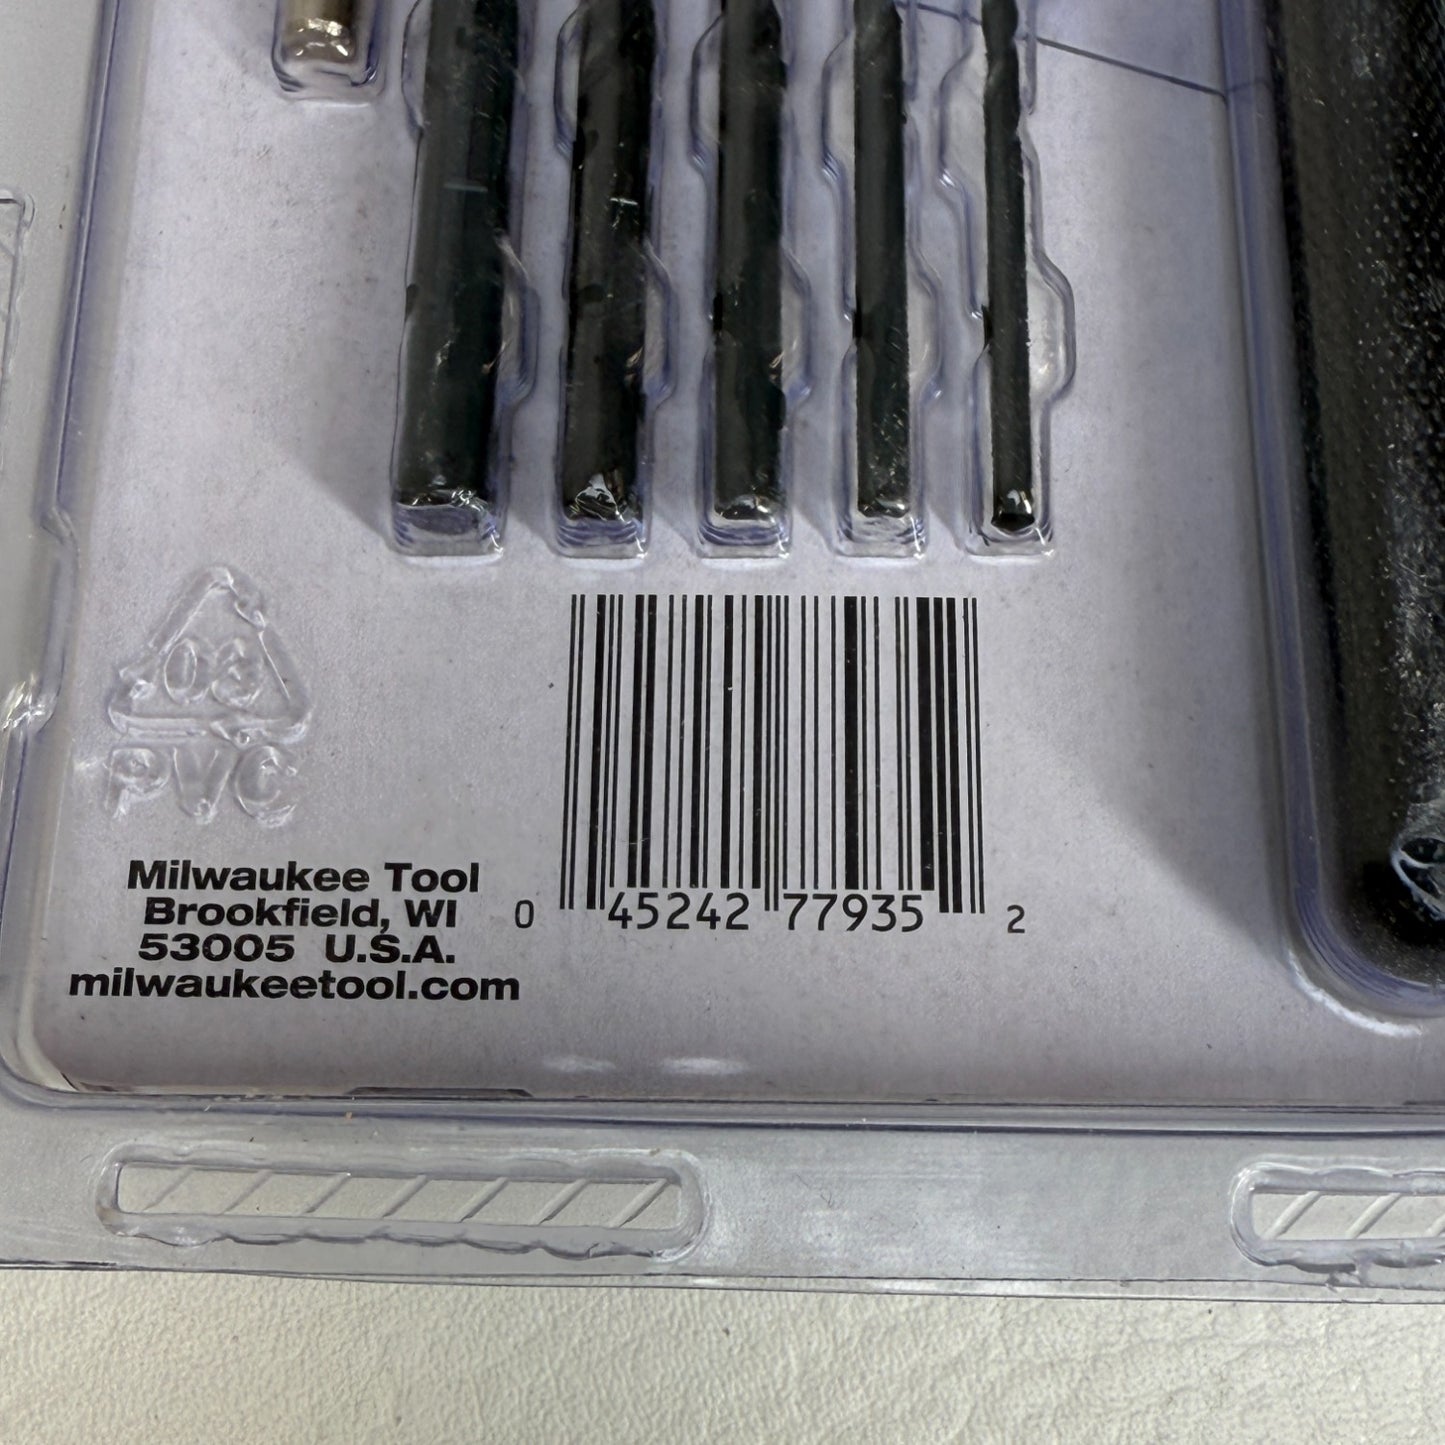 03
PVC
Milwaukee Tool
Brookfield, WI
53005 U.S.A.
milwaukeetool.com
0 45242 77935 2